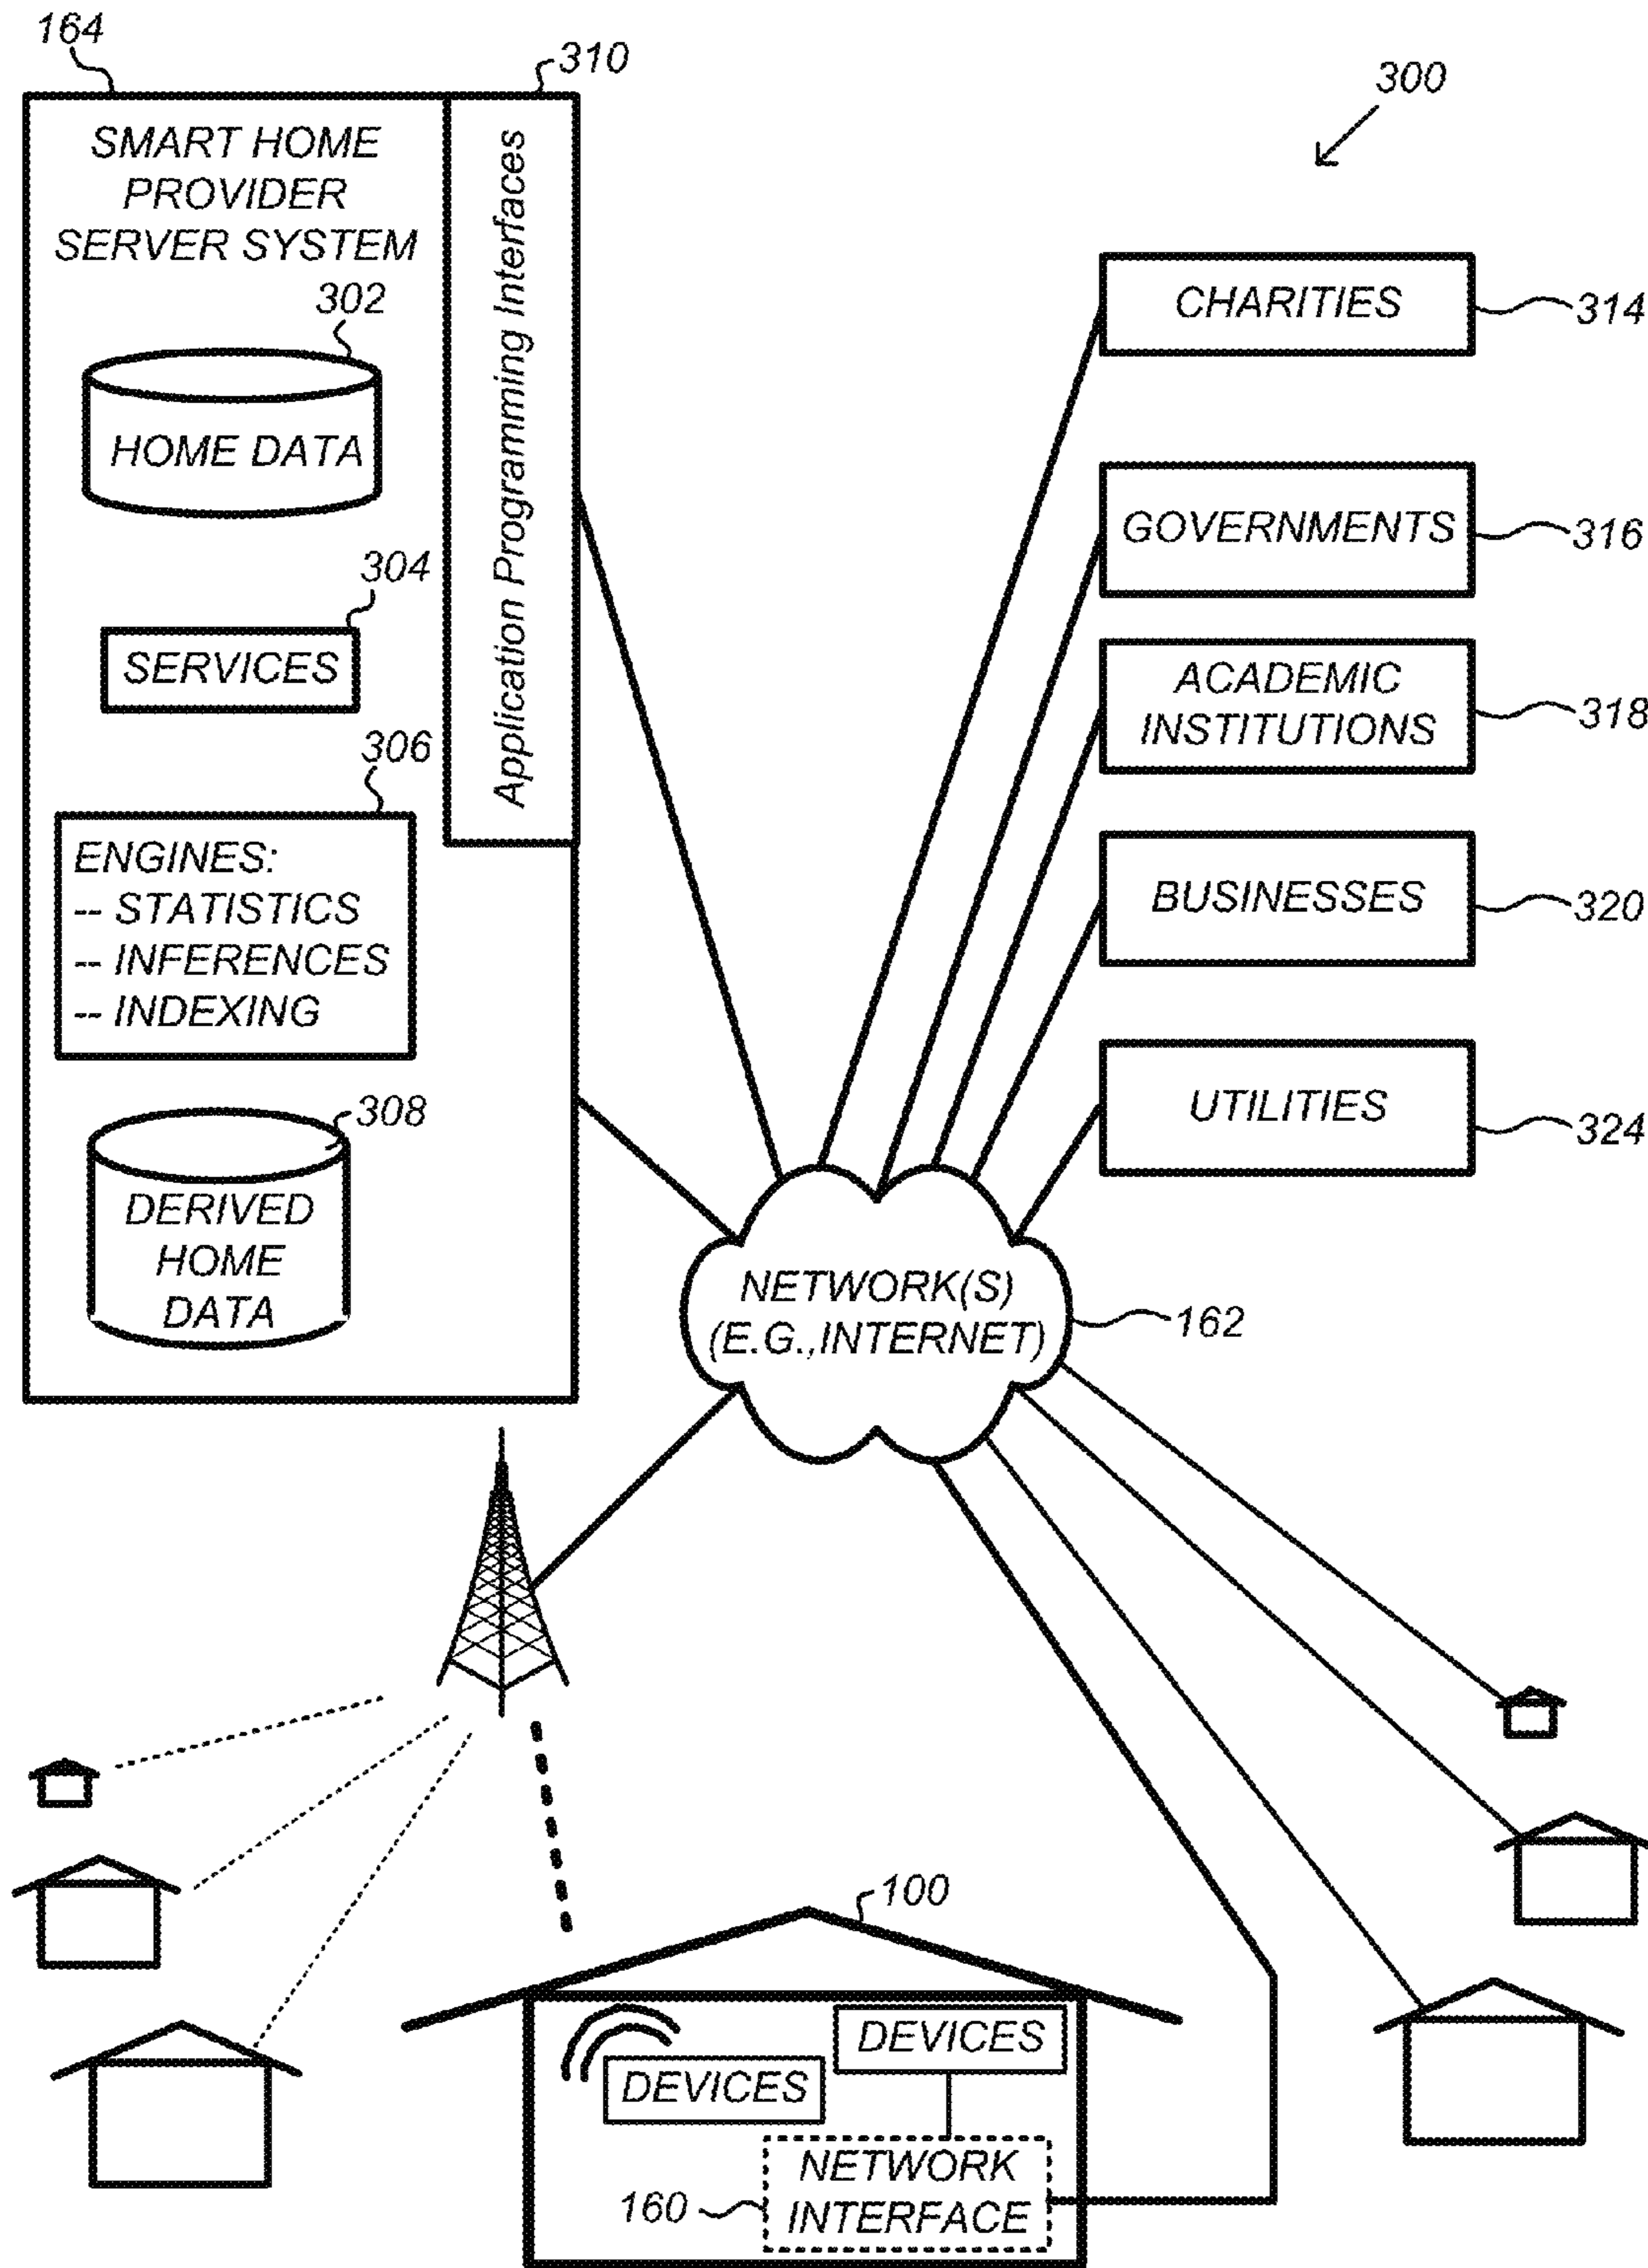 164
310
300
SMART HOME
PROVIDER
SERVER SYSTEM
Application Programming Interfaces
302
HOME DATA
304
SERVICES
306
ENGINES:
-- STATISTICS
-- INFERENCES
-- INDEXING
308
DERIVED
HOME
DATA
CHARITIES
314
GOVERNMENTS
316
ACADEMIC
INSTITUTIONS
318
BUSINESSES
320
UTILITIES
324
NETWORK(S)
(E.G.,INTERNET)
162
100
DEVICES
DEVICES
NETWORK
INTERFACE
160